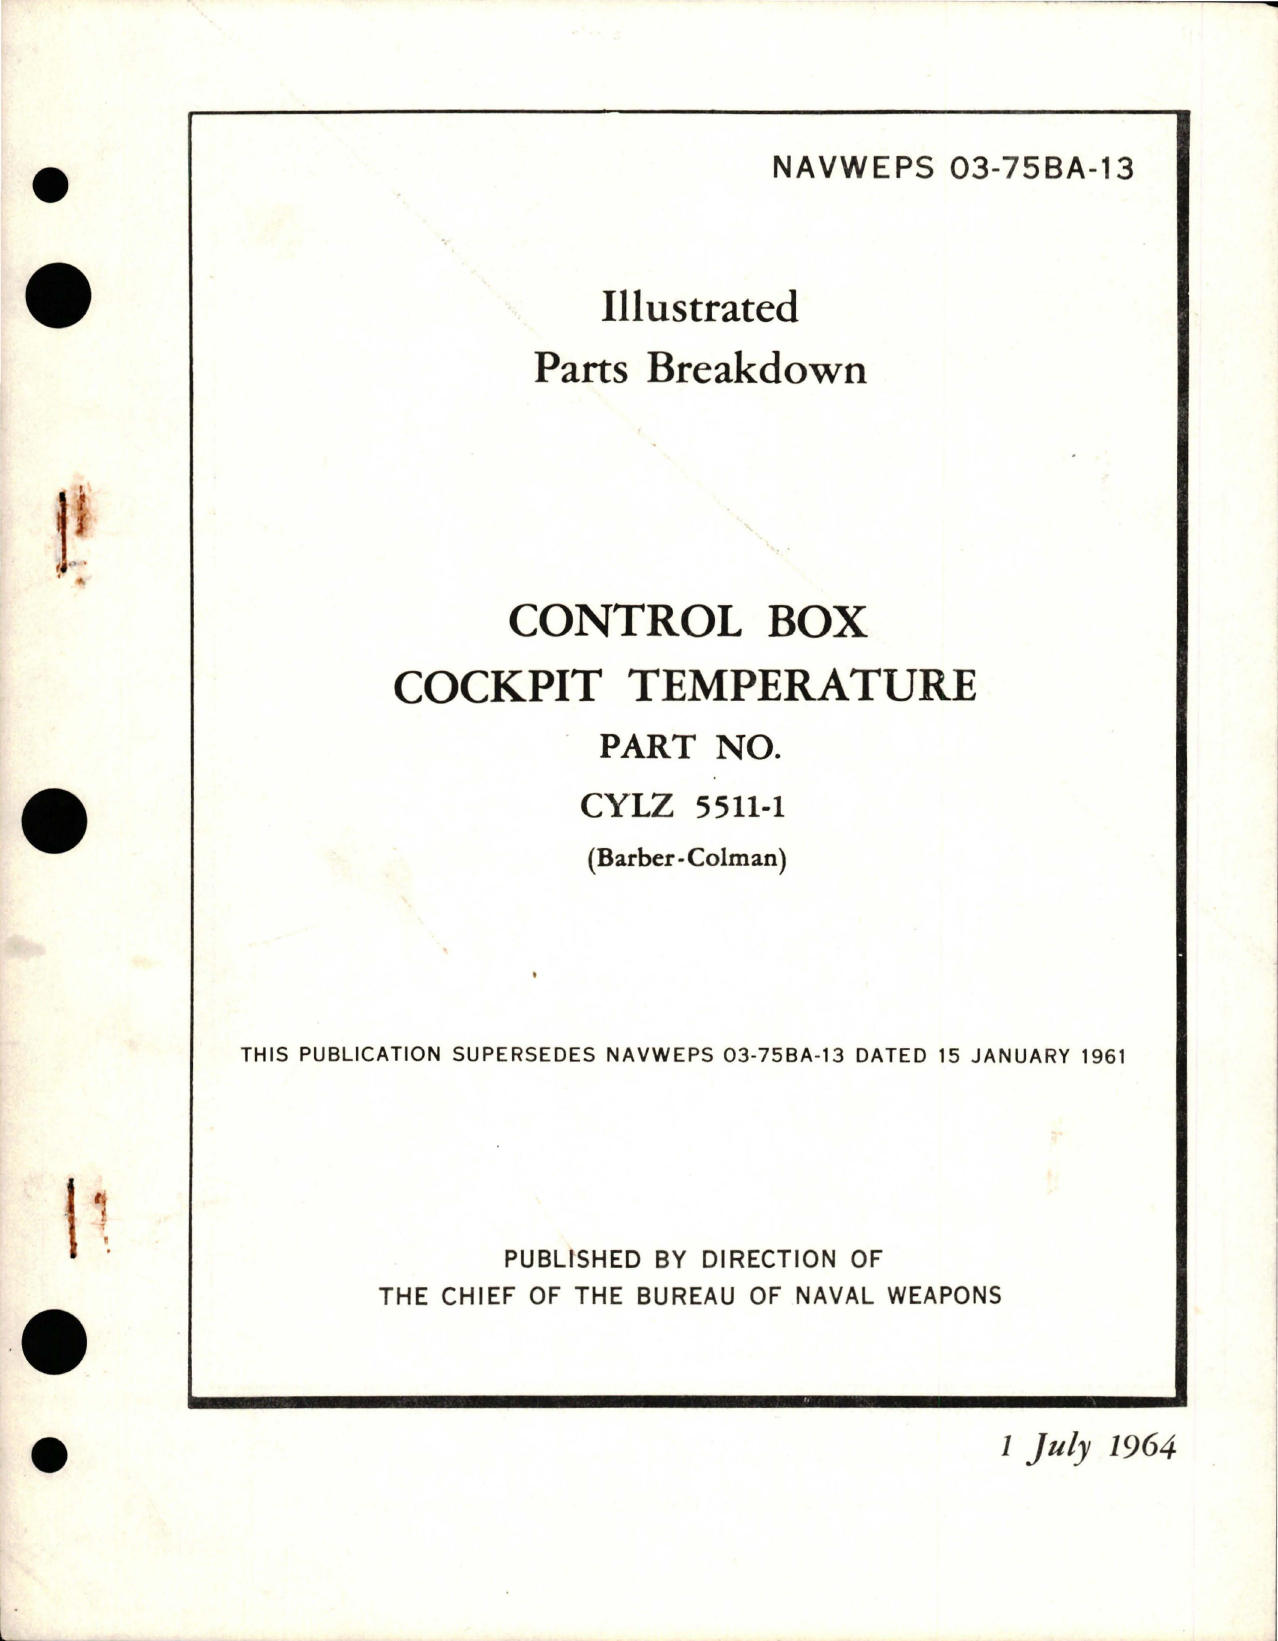 NAVWEPS 03-75BA-13
Illustrated
Parts Breakdown
CONTROL BOX
COCKPIT TEMPERATURE
PART NO.
CYLZ 5511-1
(Barber-Colman)
THIS PUBLICATION SUPERSEDES NAVWEPS 03-75BA-13 DATED 15 JANUARY 1961
PUBLISHED BY DIRECTION OF
THE CHIEF OF THE BUREAU OF NAVAL WEAPONS
1 July 1964